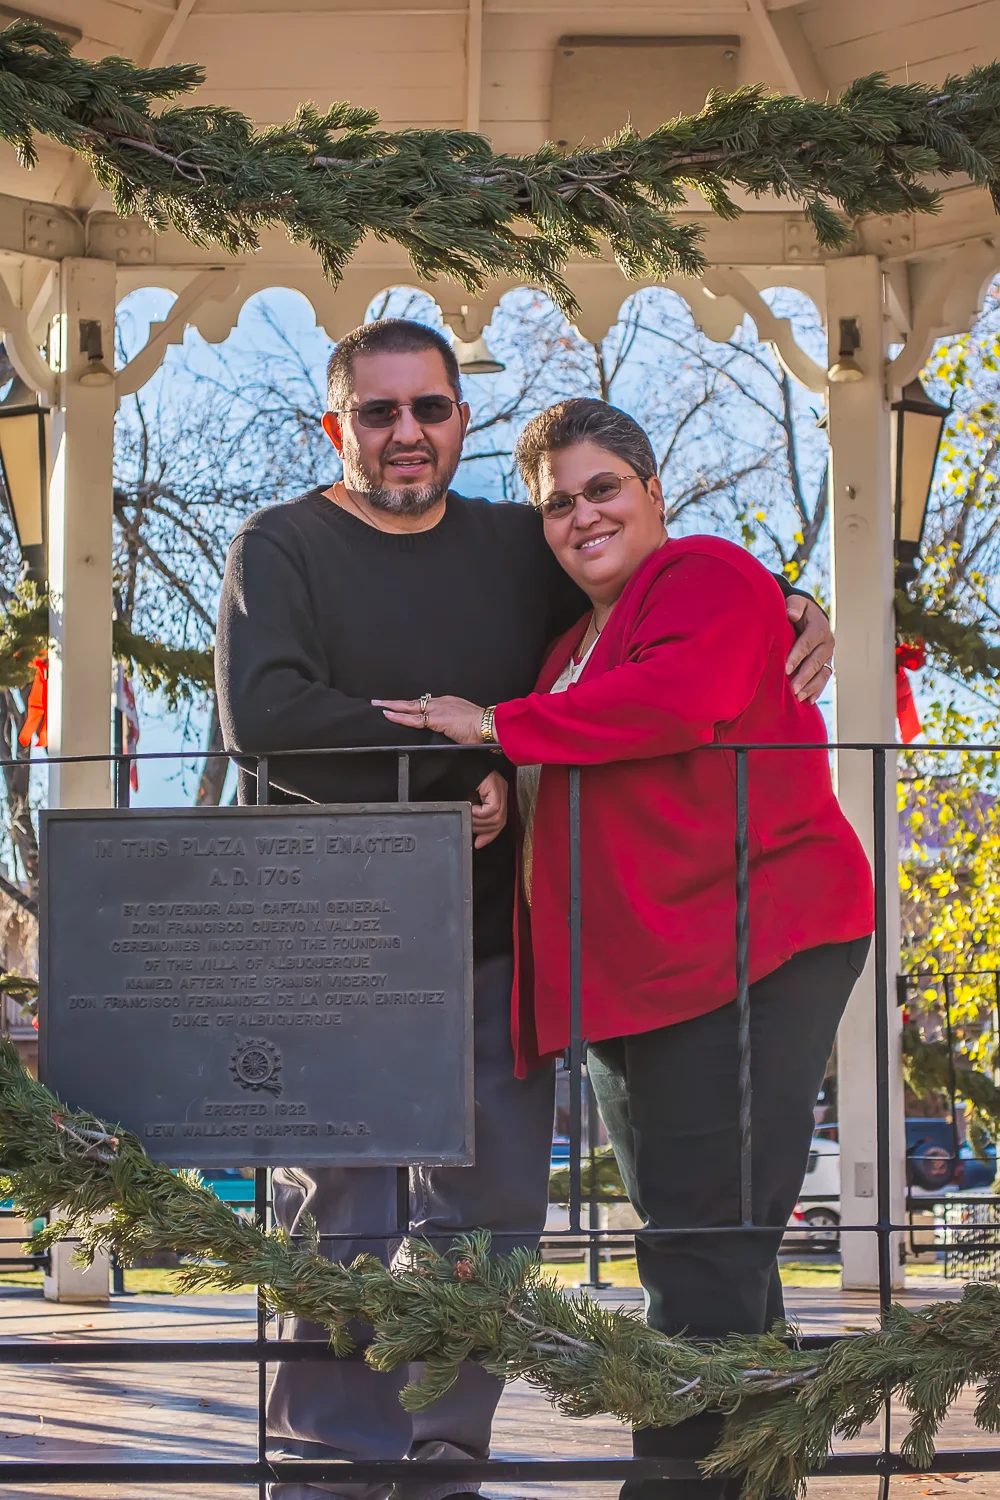 IN THIS PLAZA WERE ENACTED
A. D. 1706
BY GOVERNOR AND CAPTAIN GENERAL
DON FRANCISCO CUERVO Y. VALDEZ
CEREMONIES INCIDENT TO THE FOUNDING
OF THE VILLA OF ALBUQUERQUE
NAMED AFTER THE SPANISH VICEROY
DON FRANCISCO FERNANDEZ DE LA CUEVA ENRIQUEZ
DUKE OF ALBUQUERQUE
ERECTED 1922
LEW WALLACE CHAPTER D. A. R.